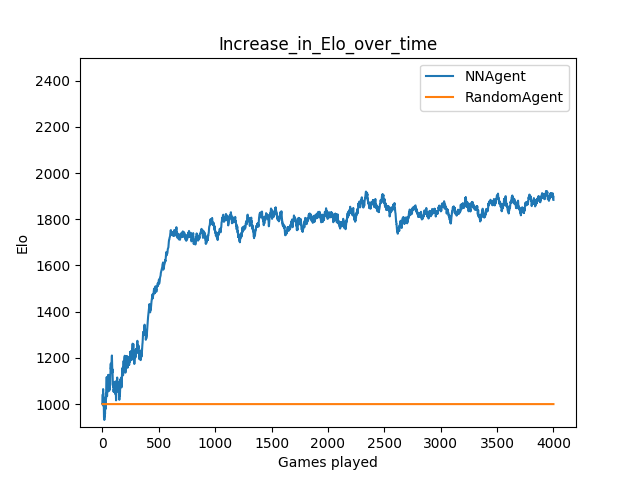 Increase_in_Elo_over_time
NNAgent
RandomAgent
2400
2200
2000
1800
1600
1400
1200
1000
Elo
0 500 1000 1500 2000 2500 3000 3500 4000
Games played